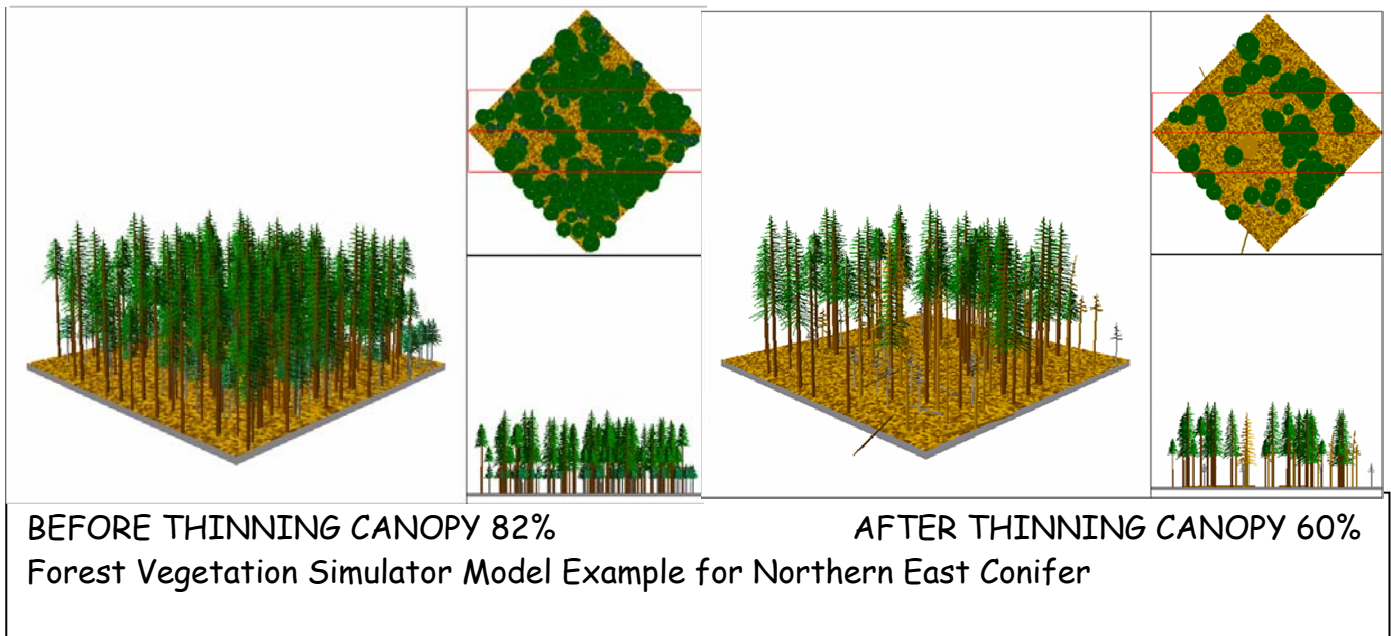 BEFORE THINNING CANOPY 82% AFTER THINNING CANOPY 60%
Forest Vegetation Simulator Model Example for Northern East Conifer